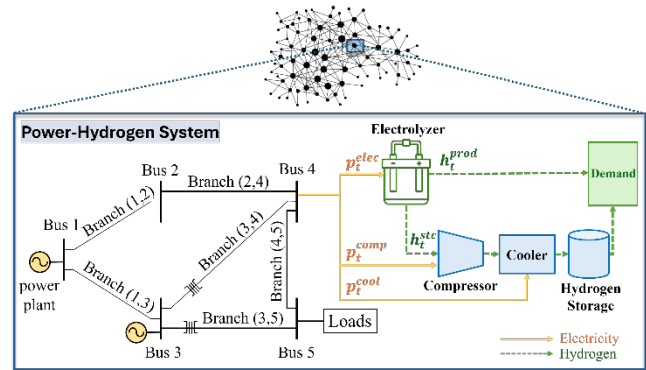 Power-Hydrogen System
Electrolyzer
Bus 2
Bus 4
Branch (2,4)
p_t^{elec}
h_t^{prod}
Demand
Bus 1
Branch (1,2)
Branch (3,4)
Branch (4,5)
h_t^{stc}
p_t^{comp}
Cooler
power
plant
Branch (1,3)
p_t^{cool}
Compressor
Hydrogen
Storage
Branch (3,5)
Loads
Bus 3
Bus 5
Electricity
Hydrogen